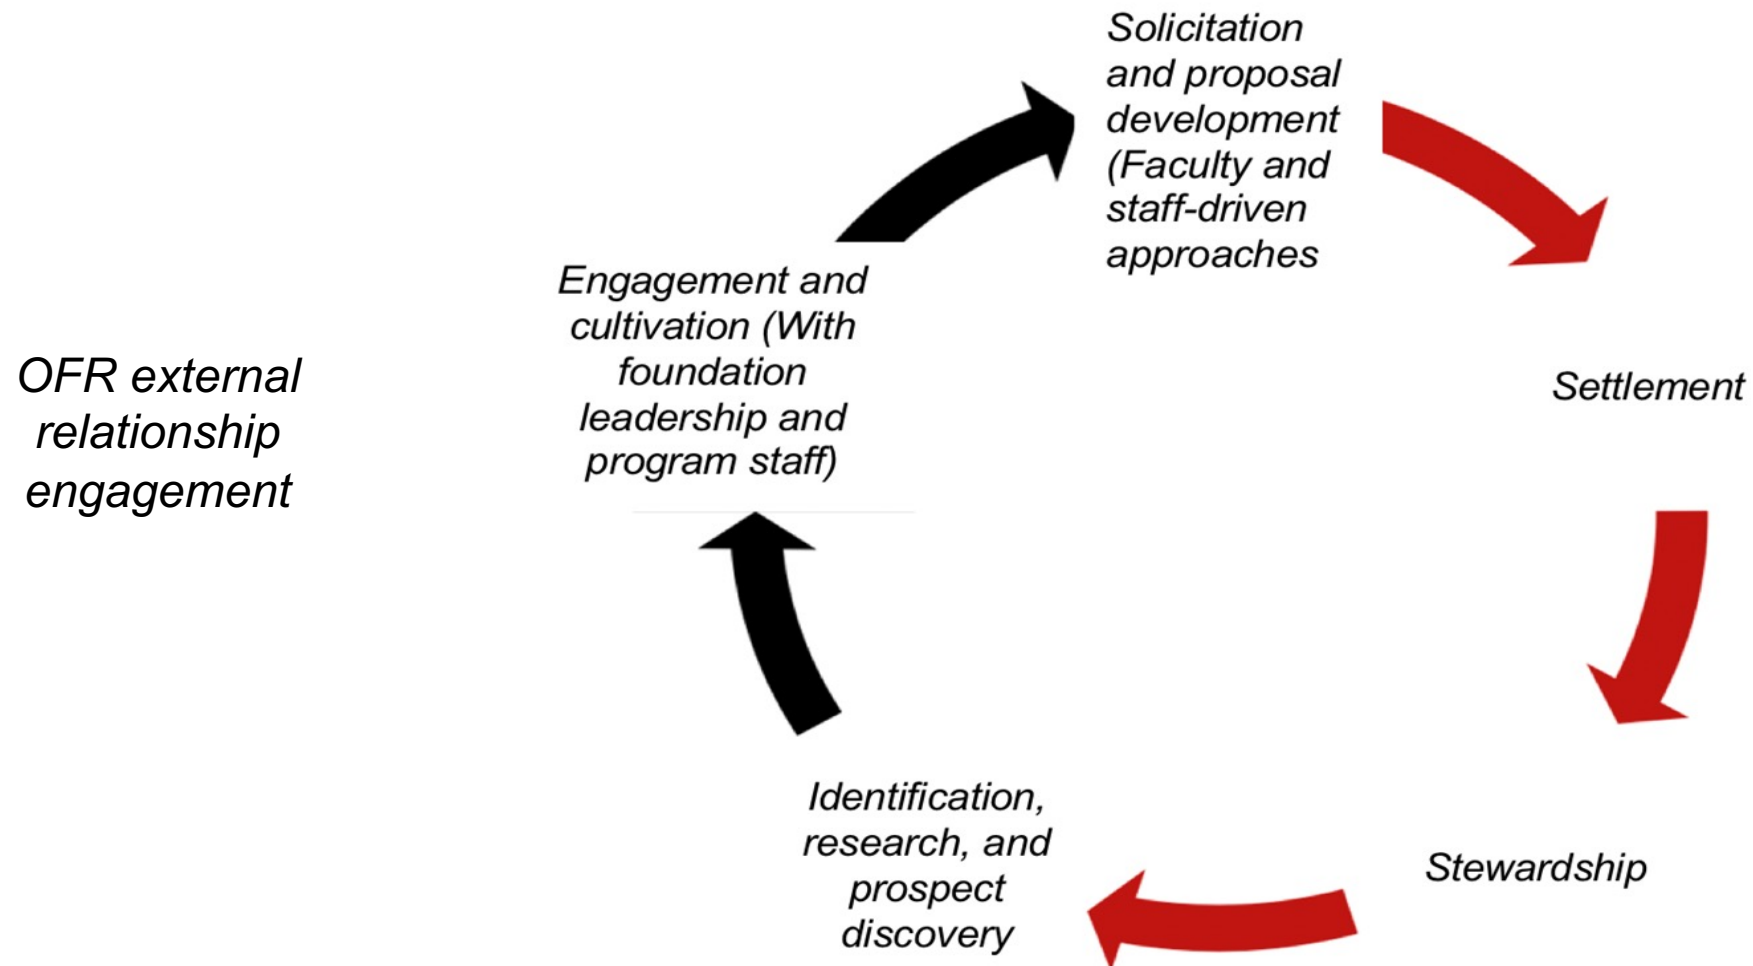 OFR external
relationship
engagement
Engagement and
cultivation (With
foundation
leadership and
program staff)
Solicitation
and proposal
development
(Faculty and
staff-driven
approaches
Settlement
Stewardship
Identification,
research, and
prospect
discovery